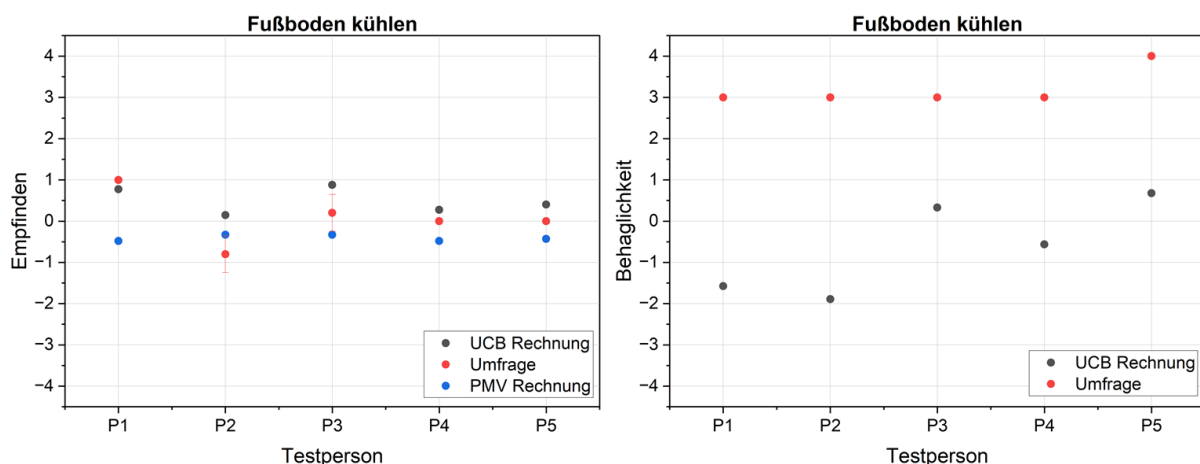 Fußboden kühlen
4
3
2
1
0
−1
−2
−3
−4
Empfinden
UCB Rechnung
Umfrage
PMV Rechnung
P1 P2 P3 P4 P5
Testperson
Fußboden kühlen
4
3
2
1
0
−1
−2
−3
−4
Behaglichkeit
UCB Rechnung
Umfrage
P1 P2 P3 P4 P5
Testperson